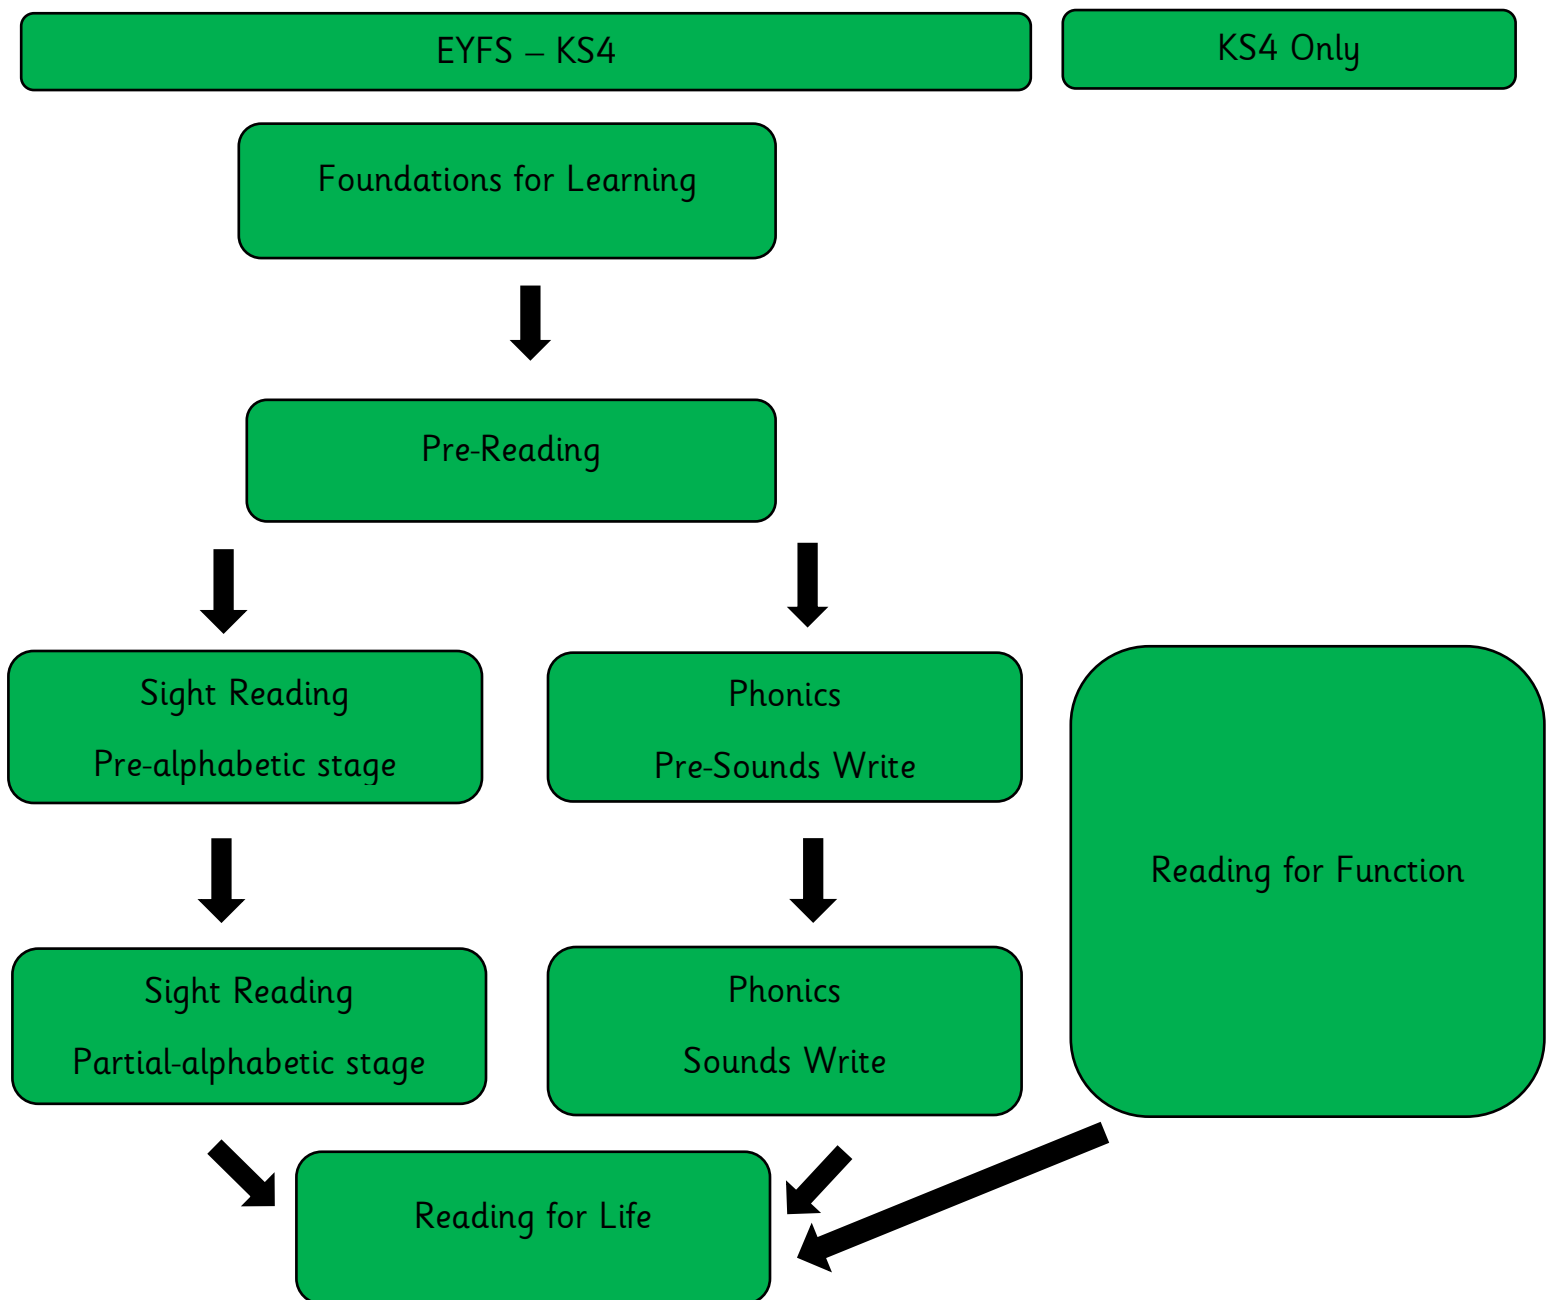 EYFS – KS4
KS4 Only
Foundations for Learning
Pre-Reading
Sight Reading
Pre-alphabetic stage
Phonics
Pre-Sounds Write
Reading for Function
Sight Reading
Partial-alphabetic stage
Phonics
Sounds Write
Reading for Life